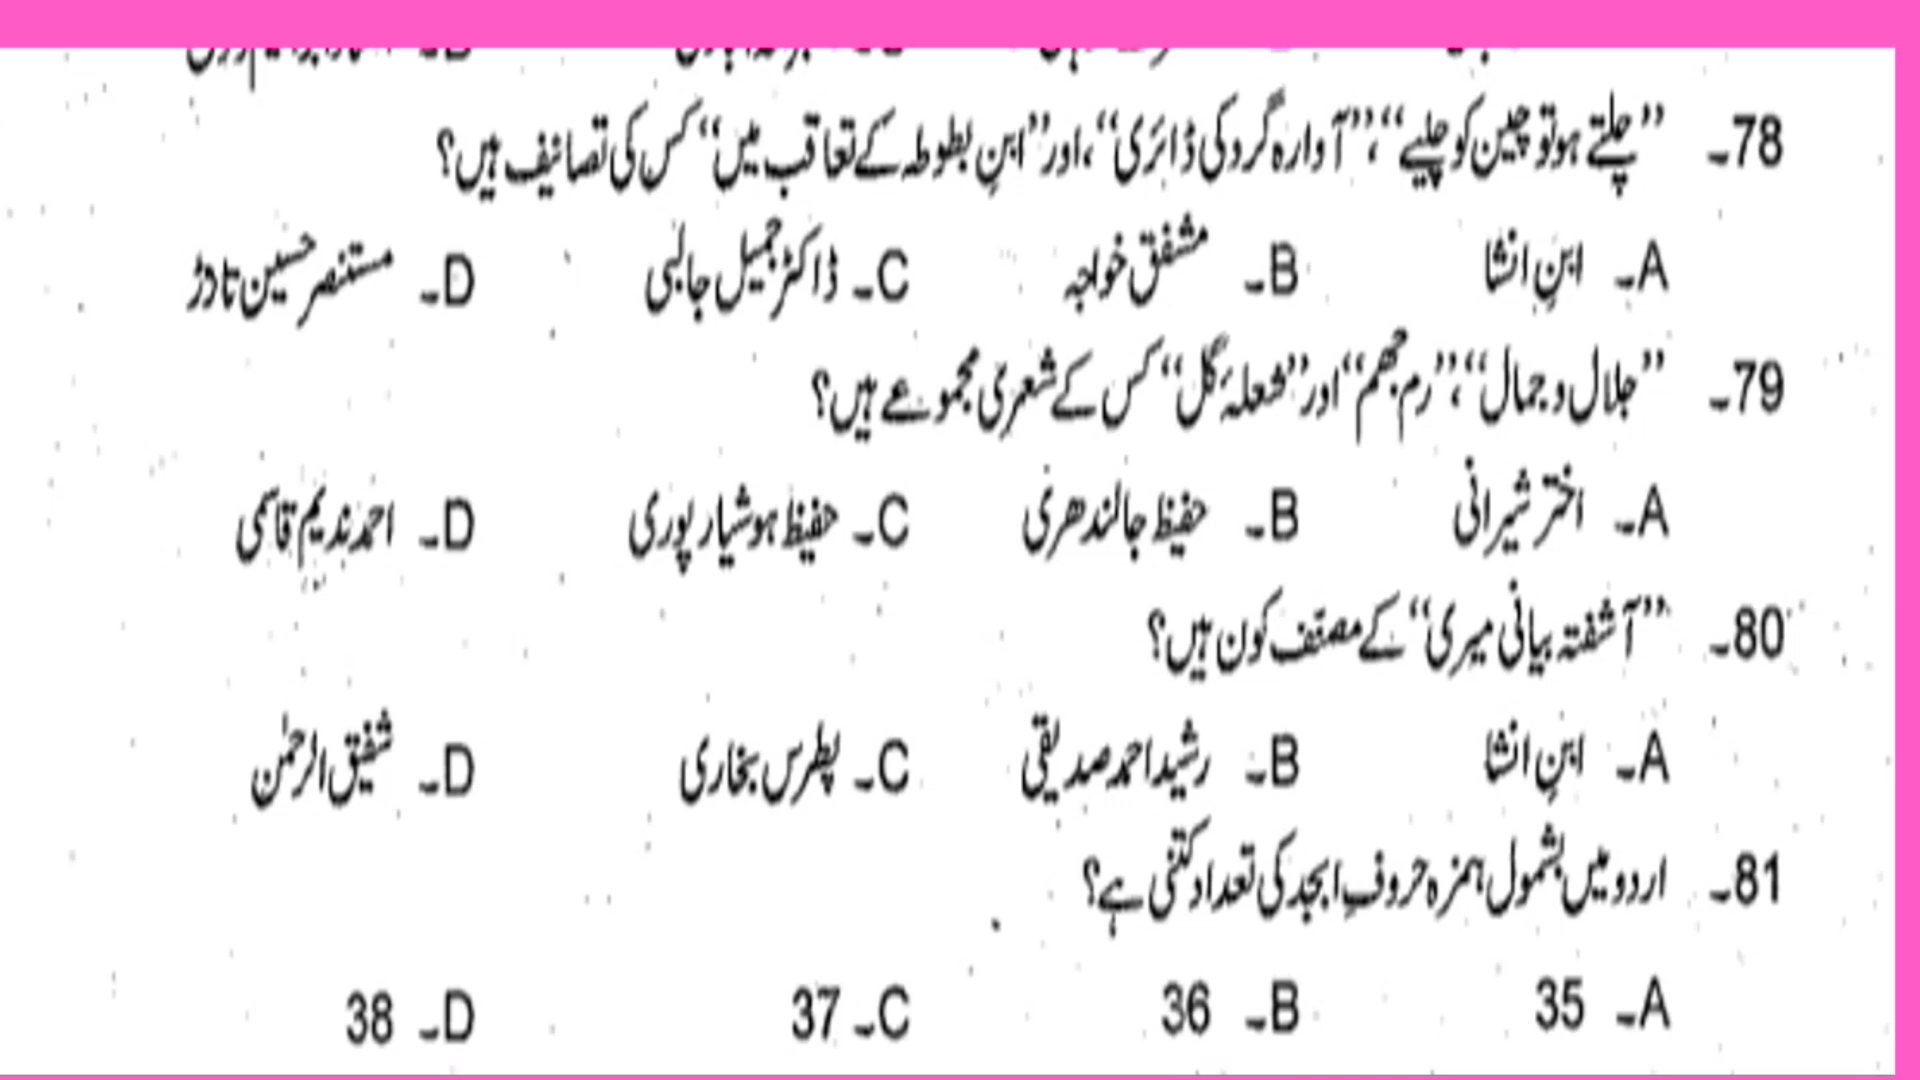 78۔ ”چلتے ہو تو چین کو چلیے“، ”آوارہ گرد کی ڈائری“، اور ”ابنِ بطوطہ کے تعاقب میں“ کس کی تصانیف ہیں؟
A۔ ابنِ انشا B۔ مشفق خواجہ C۔ ڈاکٹر جمیل جالبی D۔ مستنصر حسین تارڑ
79۔ ”جلال و جمال“، ”رم جھم“ اور ”شعلۂ گل“ کس کے شعری مجموعے ہیں؟
A۔ اختر شیرانی B۔ حفیظ جالندھری C۔ حفیظ ہوشیار پوری D۔ احمد ندیم قاسمی
80۔ ”آشفتہ بیانی میری“ کے مصنف کون ہیں؟
A۔ ابنِ انشا B۔ رشید احمد صدیقی C۔ پطرس بخاری D۔ شفیق الرحمٰن
81۔ اردو میں بشمول ہمزہ حروفِ ابجد کی تعداد کتنی ہے؟
A۔ 35 B۔ 36 C۔ 37 D۔ 38